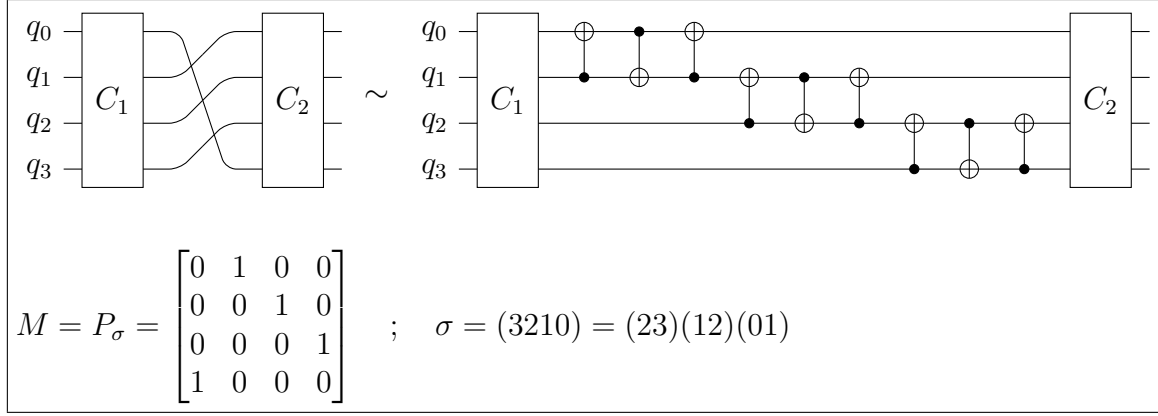 q₀ C₁ C₂ ∼ q₀ C₁ C₂
q₁ q₁
q₂ q₂
q₃ q₃
M = P_σ = [0 1 0 0
0 0 1 0
0 0 0 1
1 0 0 0] ; σ = (3210) = (23)(12)(01)